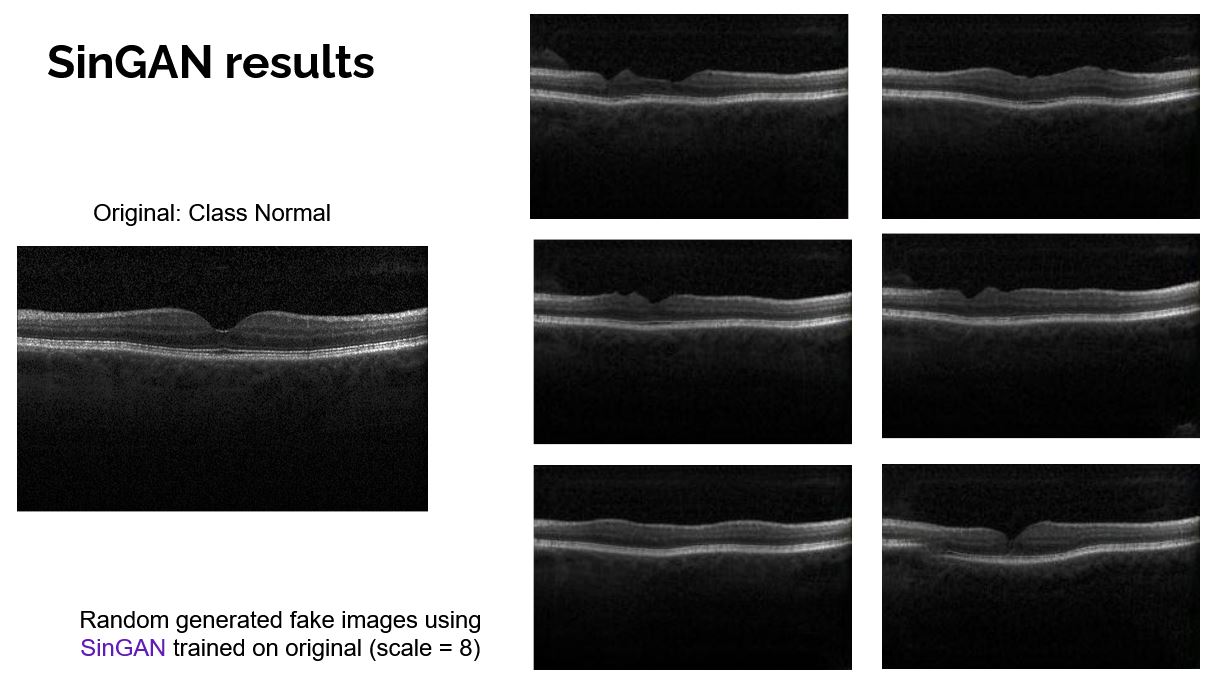 SinGAN results
Original: Class Normal
Random generated fake images using
SinGAN trained on original (scale = 8)